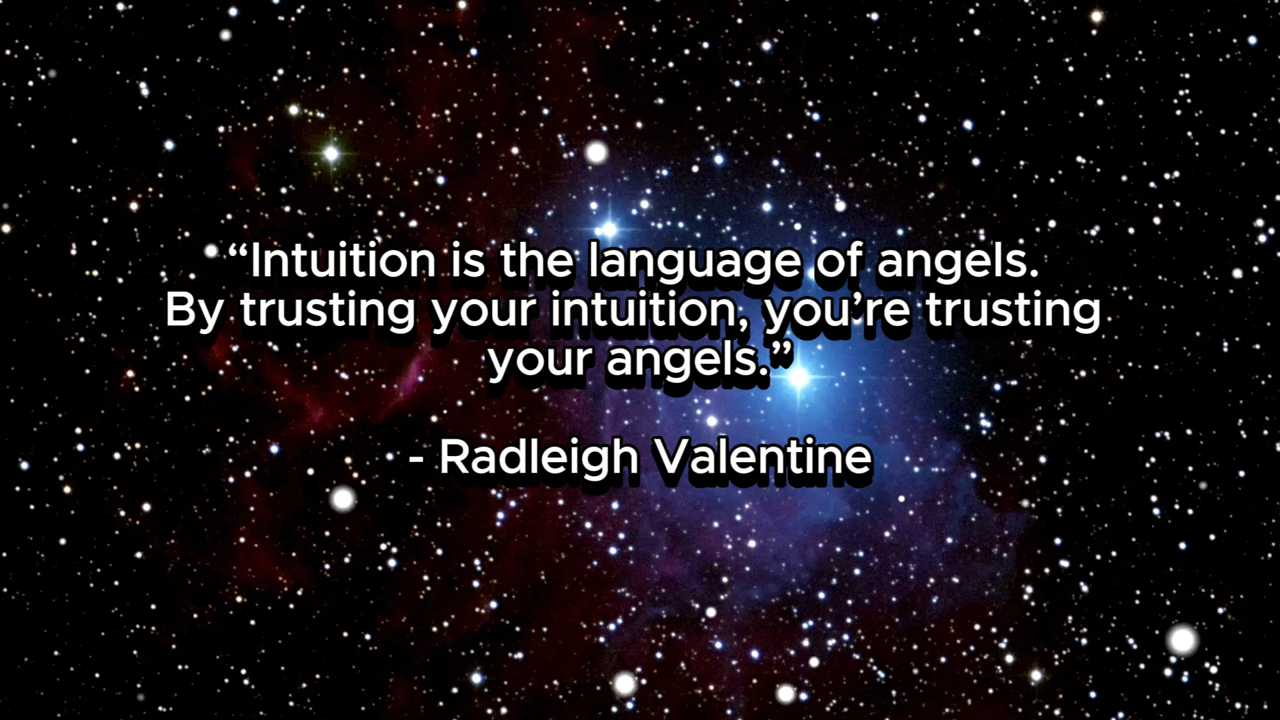 “Intuition is the language of angels.
By trusting your intuition, you’re trusting
your angels.”
- Radleigh Valentine